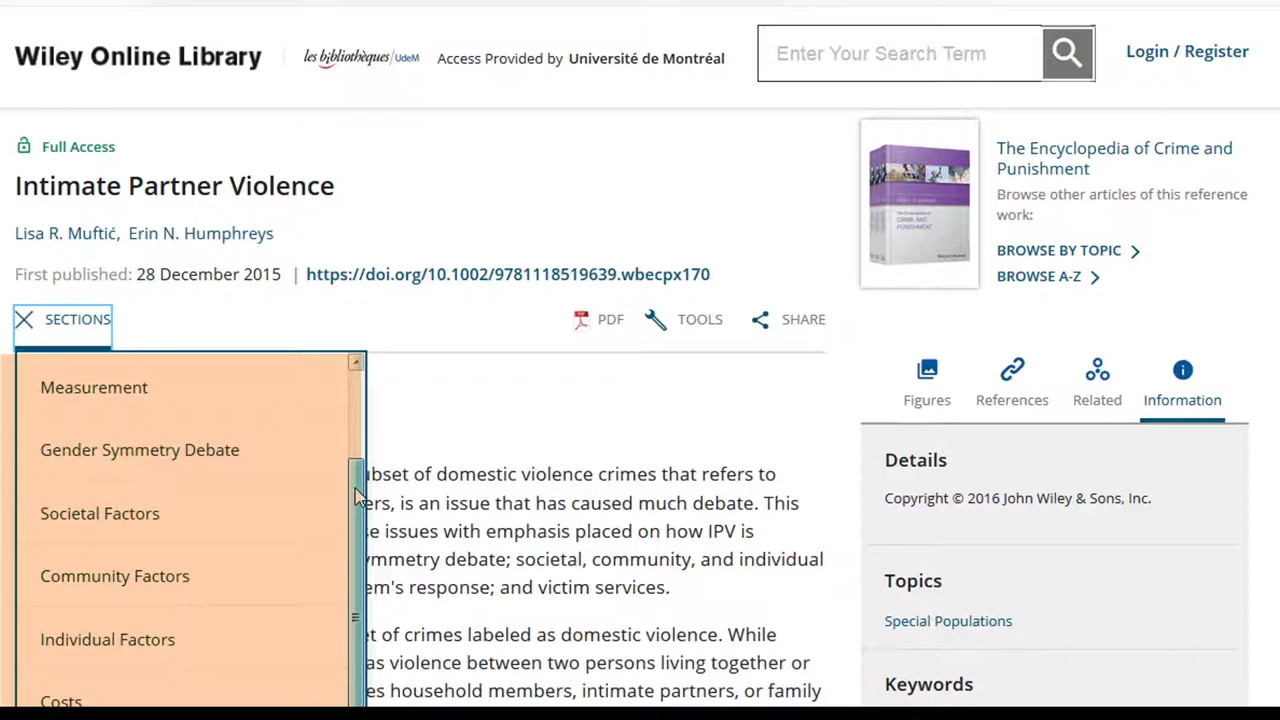 Wiley Online Library
les bibliothèques/UdeM
Access Provided by Université de Montréal
Enter Your Search Term
Login / Register
Full Access
Intimate Partner Violence
Lisa R. Muftić, Erin N. Humphreys
First published: 28 December 2015 | https://doi.org/10.1002/9781118519639.wbecpx170
SECTIONS
PDF
TOOLS
SHARE
Measurement
Gender Symmetry Debate
Societal Factors
Community Factors
Individual Factors
Costs
ubset of domestic violence crimes that refers to
ers, is an issue that has caused much debate. This
se issues with emphasis placed on how IPV is
ymmetry debate; societal, community, and individual
em's response; and victim services.
et of crimes labeled as domestic violence. While
as violence between two persons living together or
es household members, intimate partners, or family
The Encyclopedia of
CRIME AND
PUNISHMENT
The Encyclopedia of Crime and
Punishment
Browse other articles of this reference
work:
BROWSE BY TOPIC
BROWSE A-Z
Figures
References
Related
Information
Details
Copyright © 2016 John Wiley & Sons, Inc.
Topics
Special Populations
Keywords